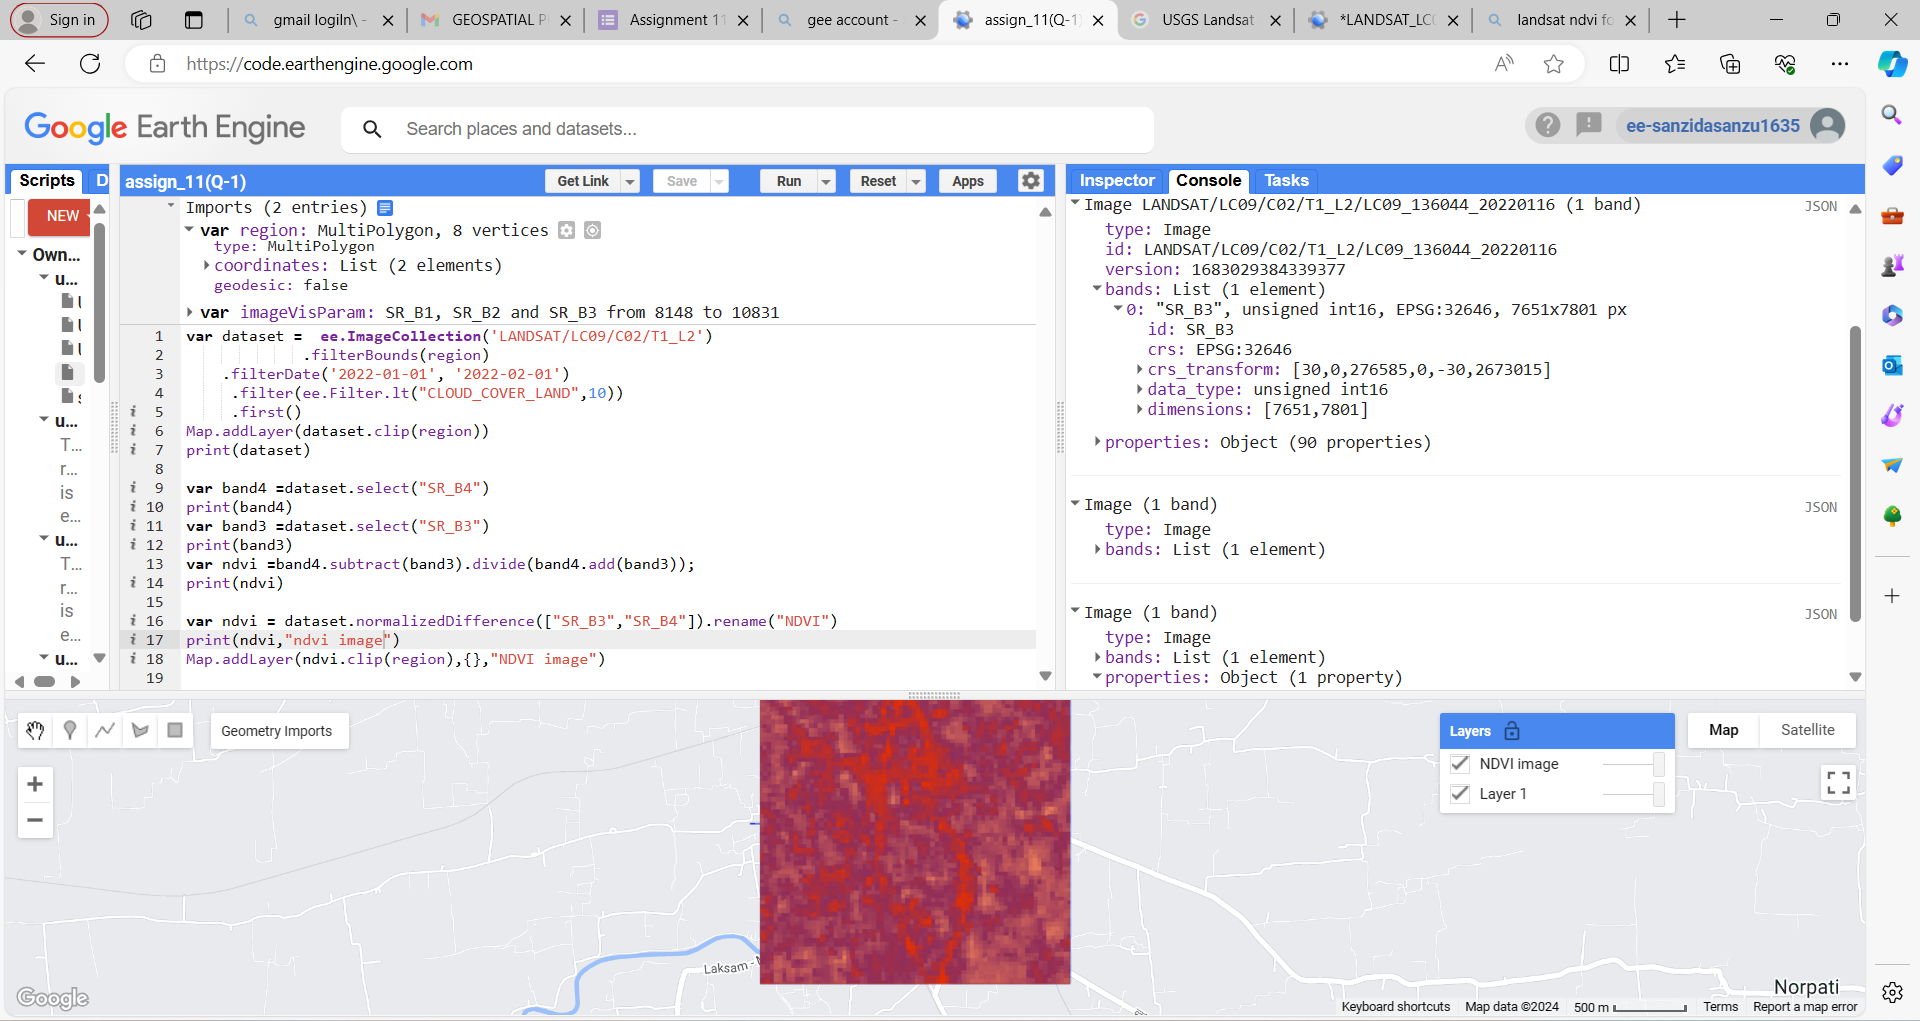 Sign in
gmail logiln\ -
GEOSPATIAL P
Assignment 11
gee account -
assign_11(Q-1)
USGS Landsat
*LANDSAT_LC0
landsat ndvi fo
https://code.earthengine.google.com
Google Earth Engine
Search places and datasets...
ee-sanzidasanzu1635
Scripts
D
assign_11(Q-1)
Get Link
Save
Run
Reset
Apps
Inspector
Console
Tasks
NEW
Own...
u...
u...
T...
r...
is
e...
u...
T...
r...
is
e...
u...
Imports (2 entries)
var region: MultiPolygon, 8 vertices
type: MultiPolygon
coordinates: List (2 elements)
geodesic: false
var imageVisParam: SR_B1, SR_B2 and SR_B3 from 8148 to 10831
1 var dataset = ee.ImageCollection('LANDSAT/LC09/C02/T1_L2')
2 .filterBounds(region)
3 .filterDate('2022-01-01', '2022-02-01')
4 .filter(ee.Filter.lt("CLOUD_COVER_LAND",10))
i 5 .first()
i 6 Map.addLayer(dataset.clip(region))
i 7 print(dataset)
8
i 9 var band4 =dataset.select("SR_B4")
i 10 print(band4)
i 11 var band3 =dataset.select("SR_B3")
i 12 print(band3)
13 var ndvi =band4.subtract(band3).divide(band4.add(band3));
i 14 print(ndvi)
15
i 16 var ndvi = dataset.normalizedDifference(["SR_B3","SR_B4"]).rename("NDVI")
i 17 print(ndvi,"ndvi image")
i 18 Map.addLayer(ndvi.clip(region),{},"NDVI image")
19
Image LANDSAT/LC09/C02/T1_L2/LC09_136044_20220116 (1 band)
JSON
type: Image
id: LANDSAT/LC09/C02/T1_L2/LC09_136044_20220116
version: 1683029384339377
bands: List (1 element)
0: "SR_B3", unsigned int16, EPSG:32646, 7651x7801 px
id: SR_B3
crs: EPSG:32646
crs_transform: [30,0,276585,0,-30,2673015]
data_type: unsigned int16
dimensions: [7651,7801]
properties: Object (90 properties)
Image (1 band)
JSON
type: Image
bands: List (1 element)
Image (1 band)
JSON
type: Image
bands: List (1 element)
properties: Object (1 property)
Geometry Imports
Layers
NDVI image
Layer 1
Map
Satellite
Laksam -
Norpati
Google
Keyboard shortcuts
Map data ©2024
500 m
Terms
Report a map error